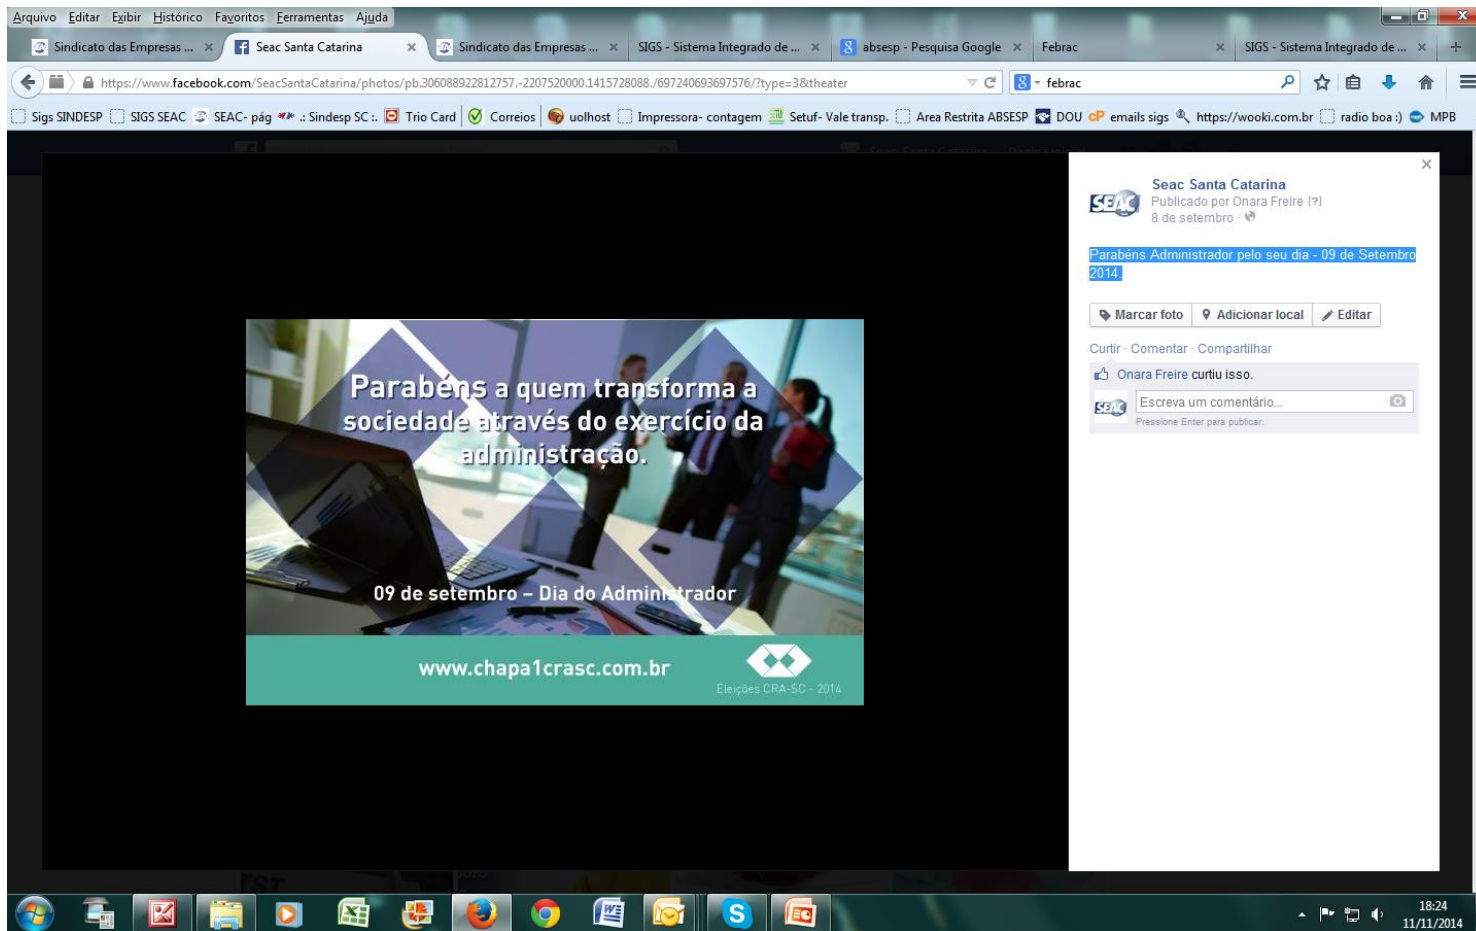 Arquivo Editar Exibir Histórico Favoritos Ferramentas Ajuda
Sindicato das Empresas ... Seac Santa Catarina Sindicato das Empresas ... SIGS - Sistema Integrado de ... absesp - Pesquisa Google Febrac SIGS - Sistema Integrado de ...
https://www.facebook.com/SeacSantaCatarina/photos/pb.306088922812757.-2207520000.1415728088./697240693697576/?type=3&theater febrac
Sigs SINDESP SIGS SEAC SEAC- pág .: Sindesp SC :. Trio Card Correios uolhost Impressora- contagem Setuf- Vale transp. Area Restrita ABSESP DOU emails sigs https://wooki.com.br radio boa :) MPB
Seac Santa Catarina
SEAC
Publicado por Onara Freire [?]
8 de setembro ·
Parabéns Administrador pelo seu dia - 09 de Setembro
2014.
Marcar foto Adicionar local Editar
Curtir · Comentar · Compartilhar
Onara Freire curtiu isso.
SEAC Escreva um comentário...
Pressione Enter para publicar.
Parabéns a quem transforma a
sociedade através do exercício da
administração.
09 de setembro – Dia do Administrador
www.chapa1crasc.com.br
Eleições CRA-SC - 2014
18:24
11/11/2014